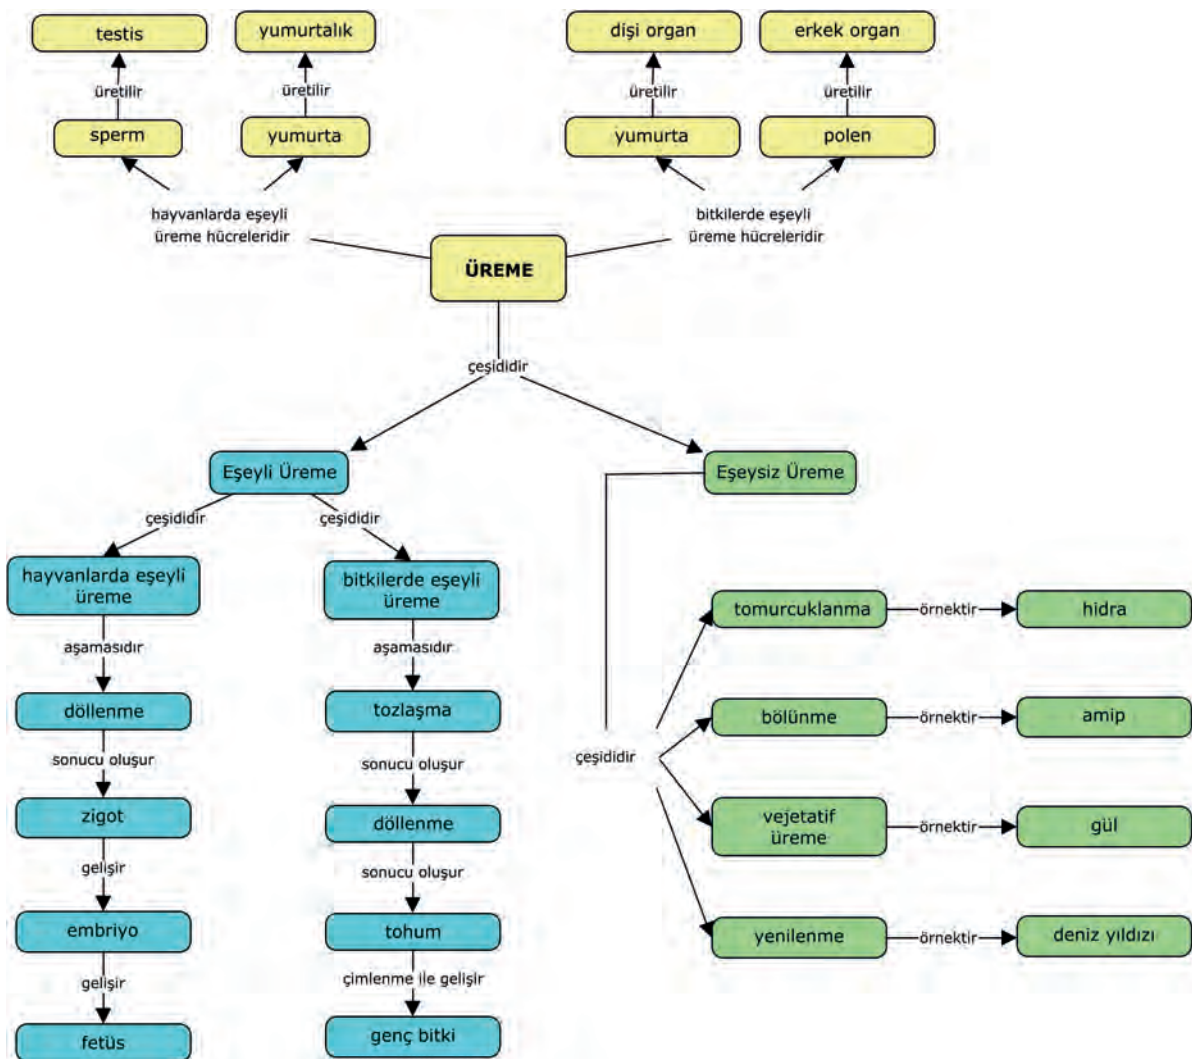 testis
yumurtalık
dişi organ
erkek organ
üretilir
üretilir
üretilir
üretilir
sperm
yumurta
yumurta
polen
hayvanlarda eşeyli
üreme hücreleridir
bitkilerde eşeyli
üreme hücreleridir
ÜREME
çeşididir
Eşeyli Üreme
Eşeysiz Üreme
çeşididir
çeşididir
hayvanlarda eşeyli
üreme
bitkilerde eşeyli
üreme
aşamasıdır
aşamasıdır
döllenme
tozlaşma
sonucu oluşur
sonucu oluşur
zigot
döllenme
gelişir
sonucu oluşur
embriyo
tohum
gelişir
çimlenme ile gelişir
fetüs
genç bitki
çeşididir
tomurcuklanma
örnektir
hidra
bölünme
örnektir
amip
vejetatif
üreme
örnektir
gül
yenilenme
örnektir
deniz yıldızı